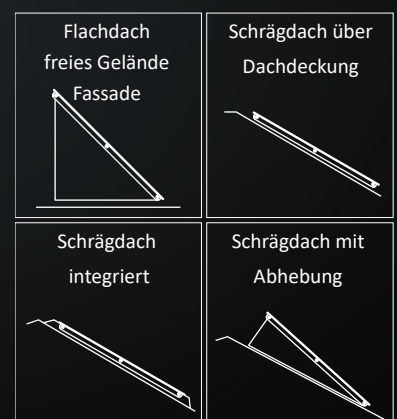 Flachdach
freies Gelände
Fassade
Schrägdach über
Dachdeckung
Schrägdach
integriert
Schrägdach mit
Abhebung